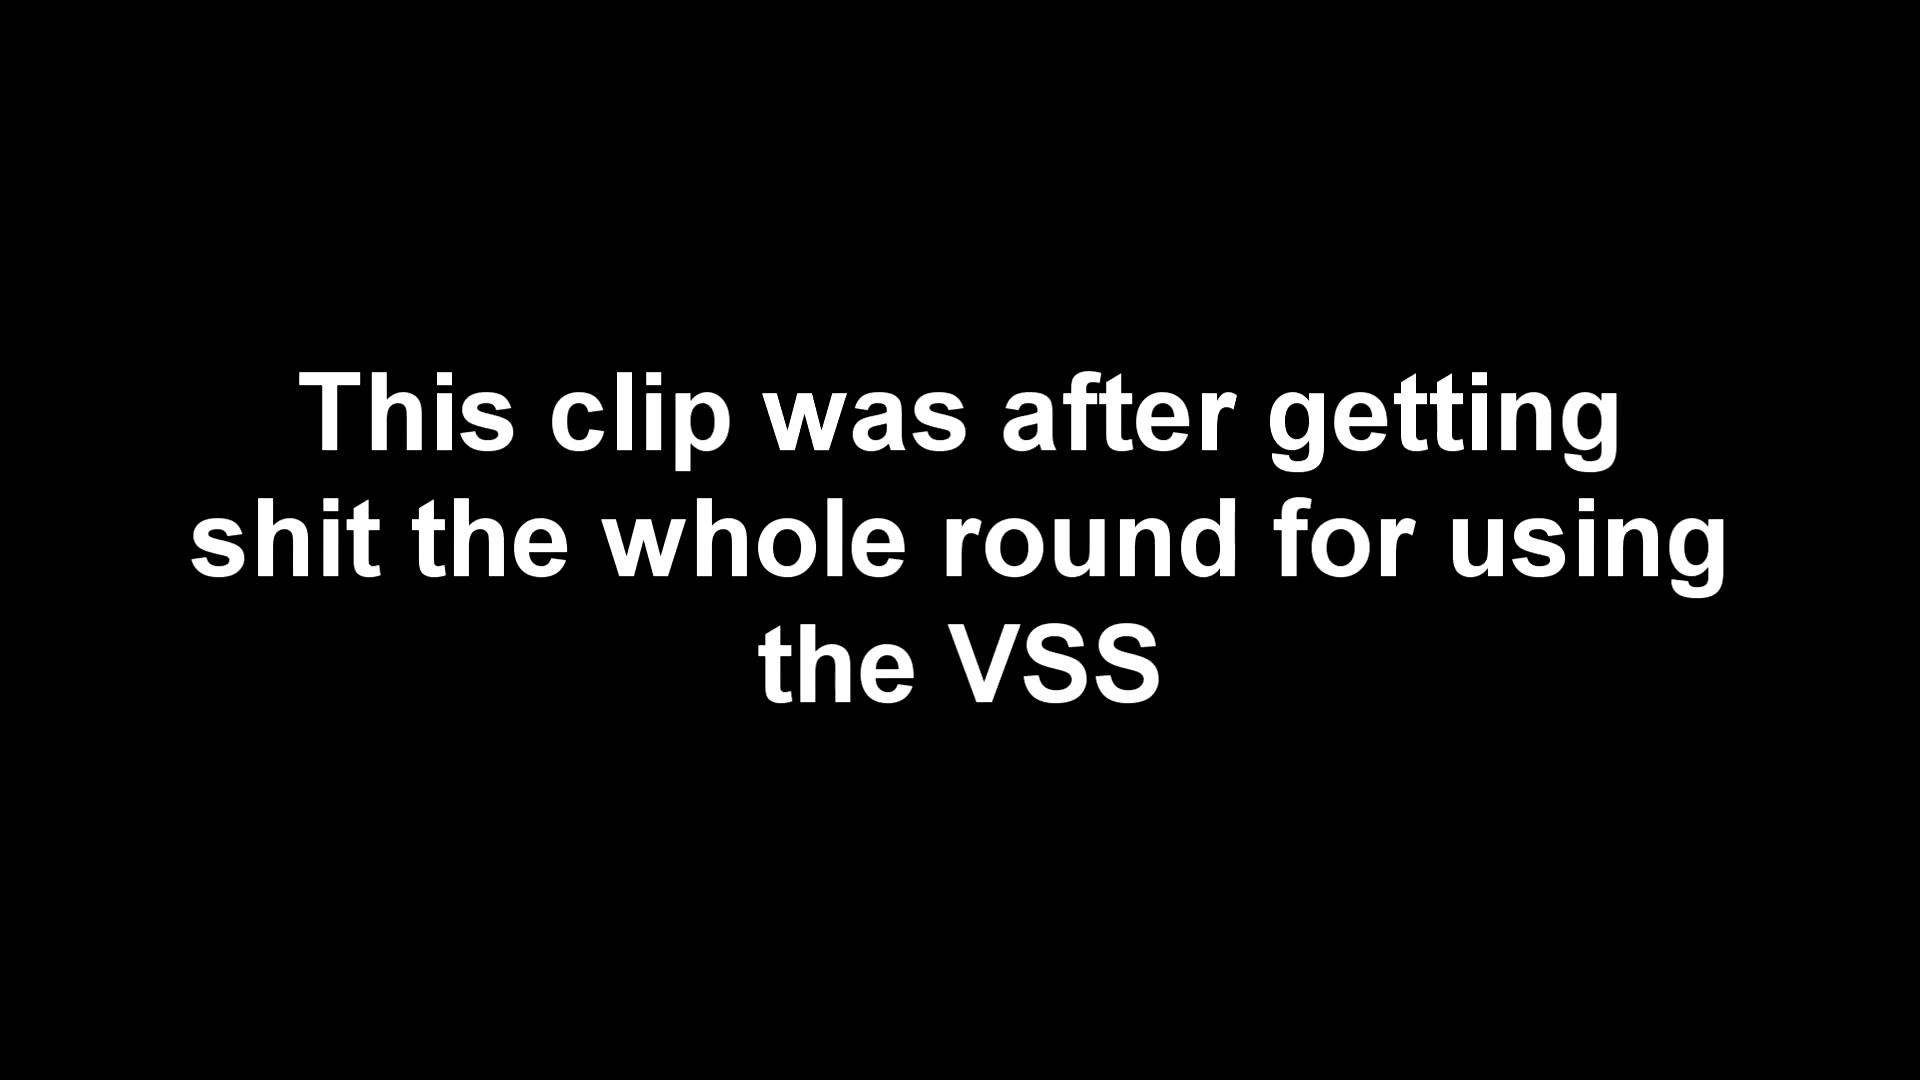 This clip was after getting
shit the whole round for using
the VSS